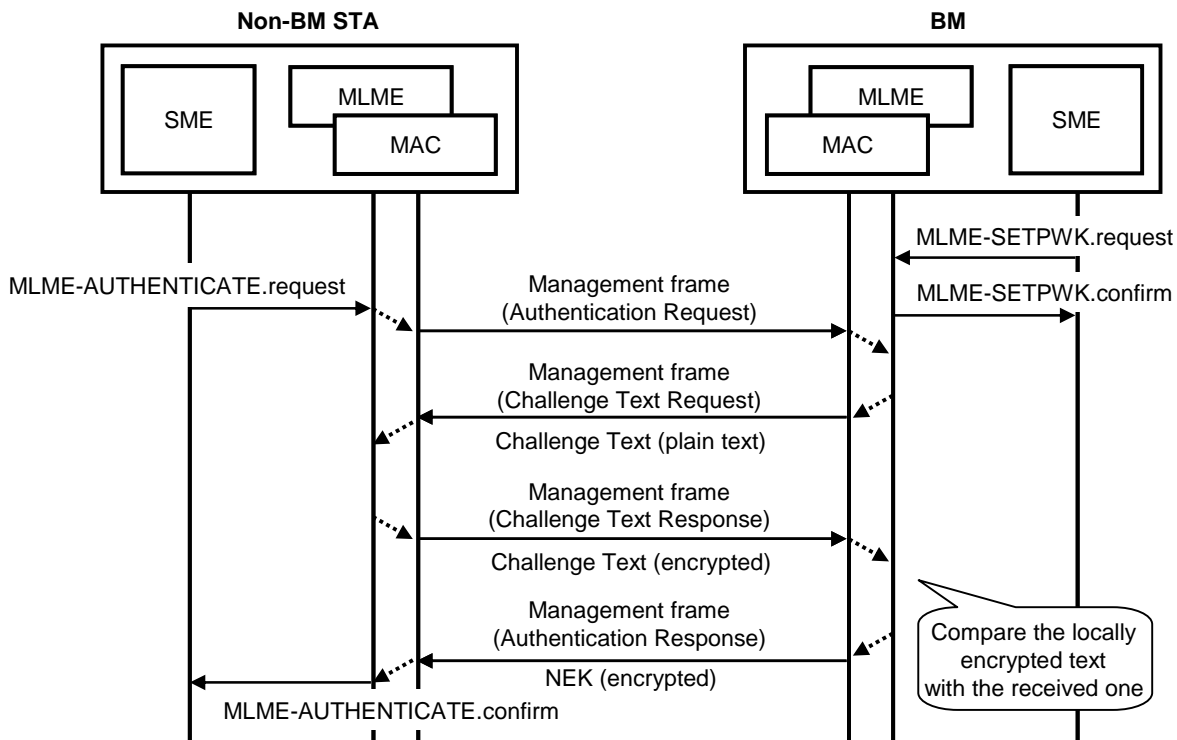 Non-BM STA
BM
SME
MLME
MAC
MLME
MAC
SME
MLME-SETPWK.request
MLME-AUTHENTICATE.request
Management frame
(Authentication Request)
MLME-SETPWK.confirm
Management frame
(Challenge Text Request)
Challenge Text (plain text)
Management frame
(Challenge Text Response)
Challenge Text (encrypted)
Management frame
(Authentication Response)
NEK (encrypted)
Compare the locally
encrypted text
with the received one
MLME-AUTHENTICATE.confirm